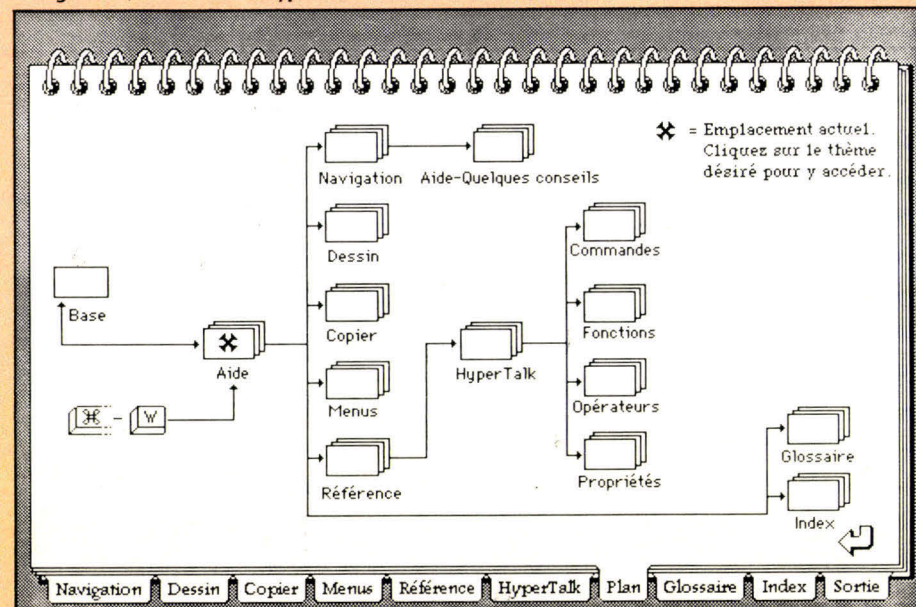 ✖ = Emplacement actuel.
Cliquez sur le thème
désiré pour y accéder.
Navigation
Aide-Quelques conseils
Dessin
Commandes
Base
Copier
Fonctions
Aide
HyperTalk
Menus
Opérateurs
⌘ - W
Glossaire
Référence
Propriétés
Index
Navigation Dessin Copier Menus Référence HyperTalk Plan Glossaire Index Sortie